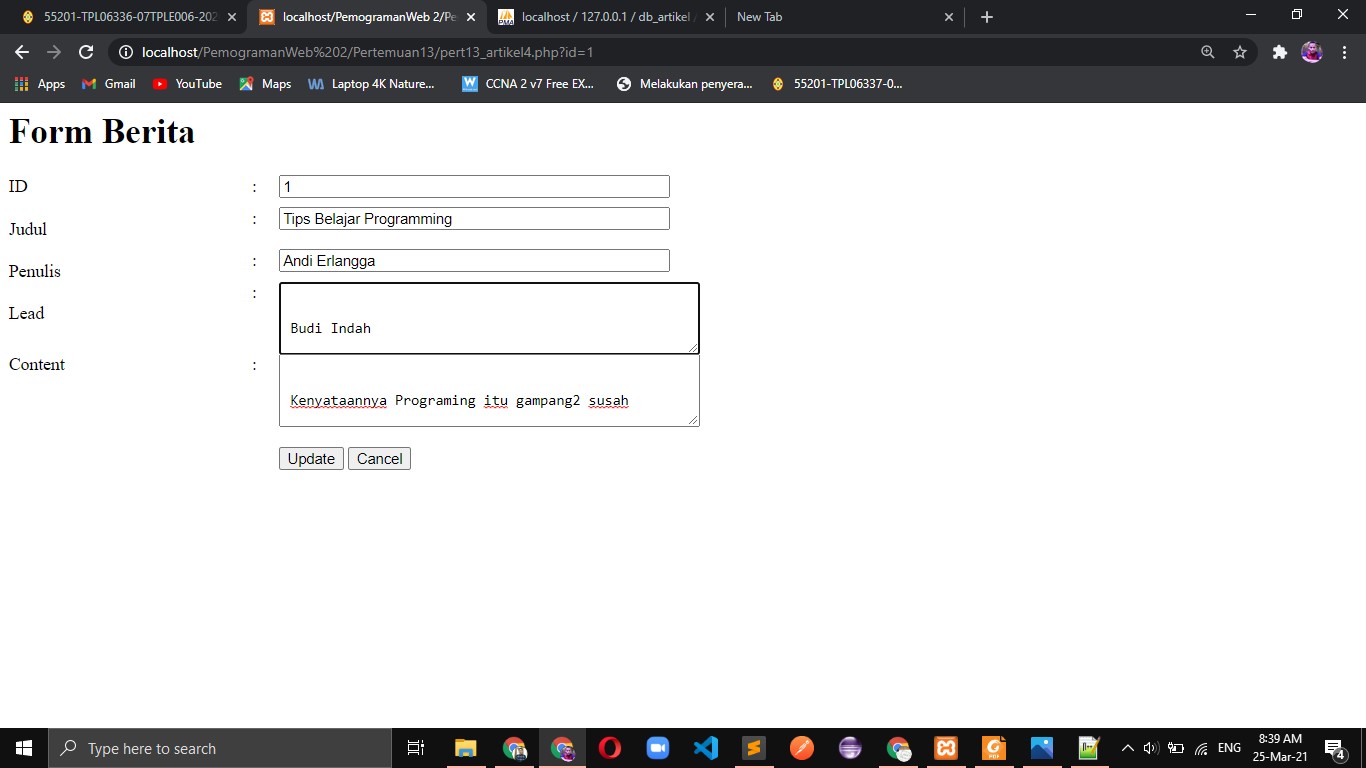 55201-TPL06336-07TPLE006-202
localhost/PemogramanWeb 2/Pe
localhost / 127.0.0.1 / db_artikel
New Tab
localhost/PemogramanWeb%202/Pertemuan13/pert13_artikel4.php?id=1
Apps
Gmail
YouTube
Maps
Laptop 4K Nature...
CCNA 2 v7 Free EX...
Melakukan penyera...
55201-TPL06337-0...
Form Berita
ID : 1
Judul : Tips Belajar Programming
Penulis : Andi Erlangga
Lead : Budi Indah
Content : Kenyataannya Programing itu gampang2 susah
Update Cancel
Type here to search
ENG
8:39 AM
25-Mar-21
4